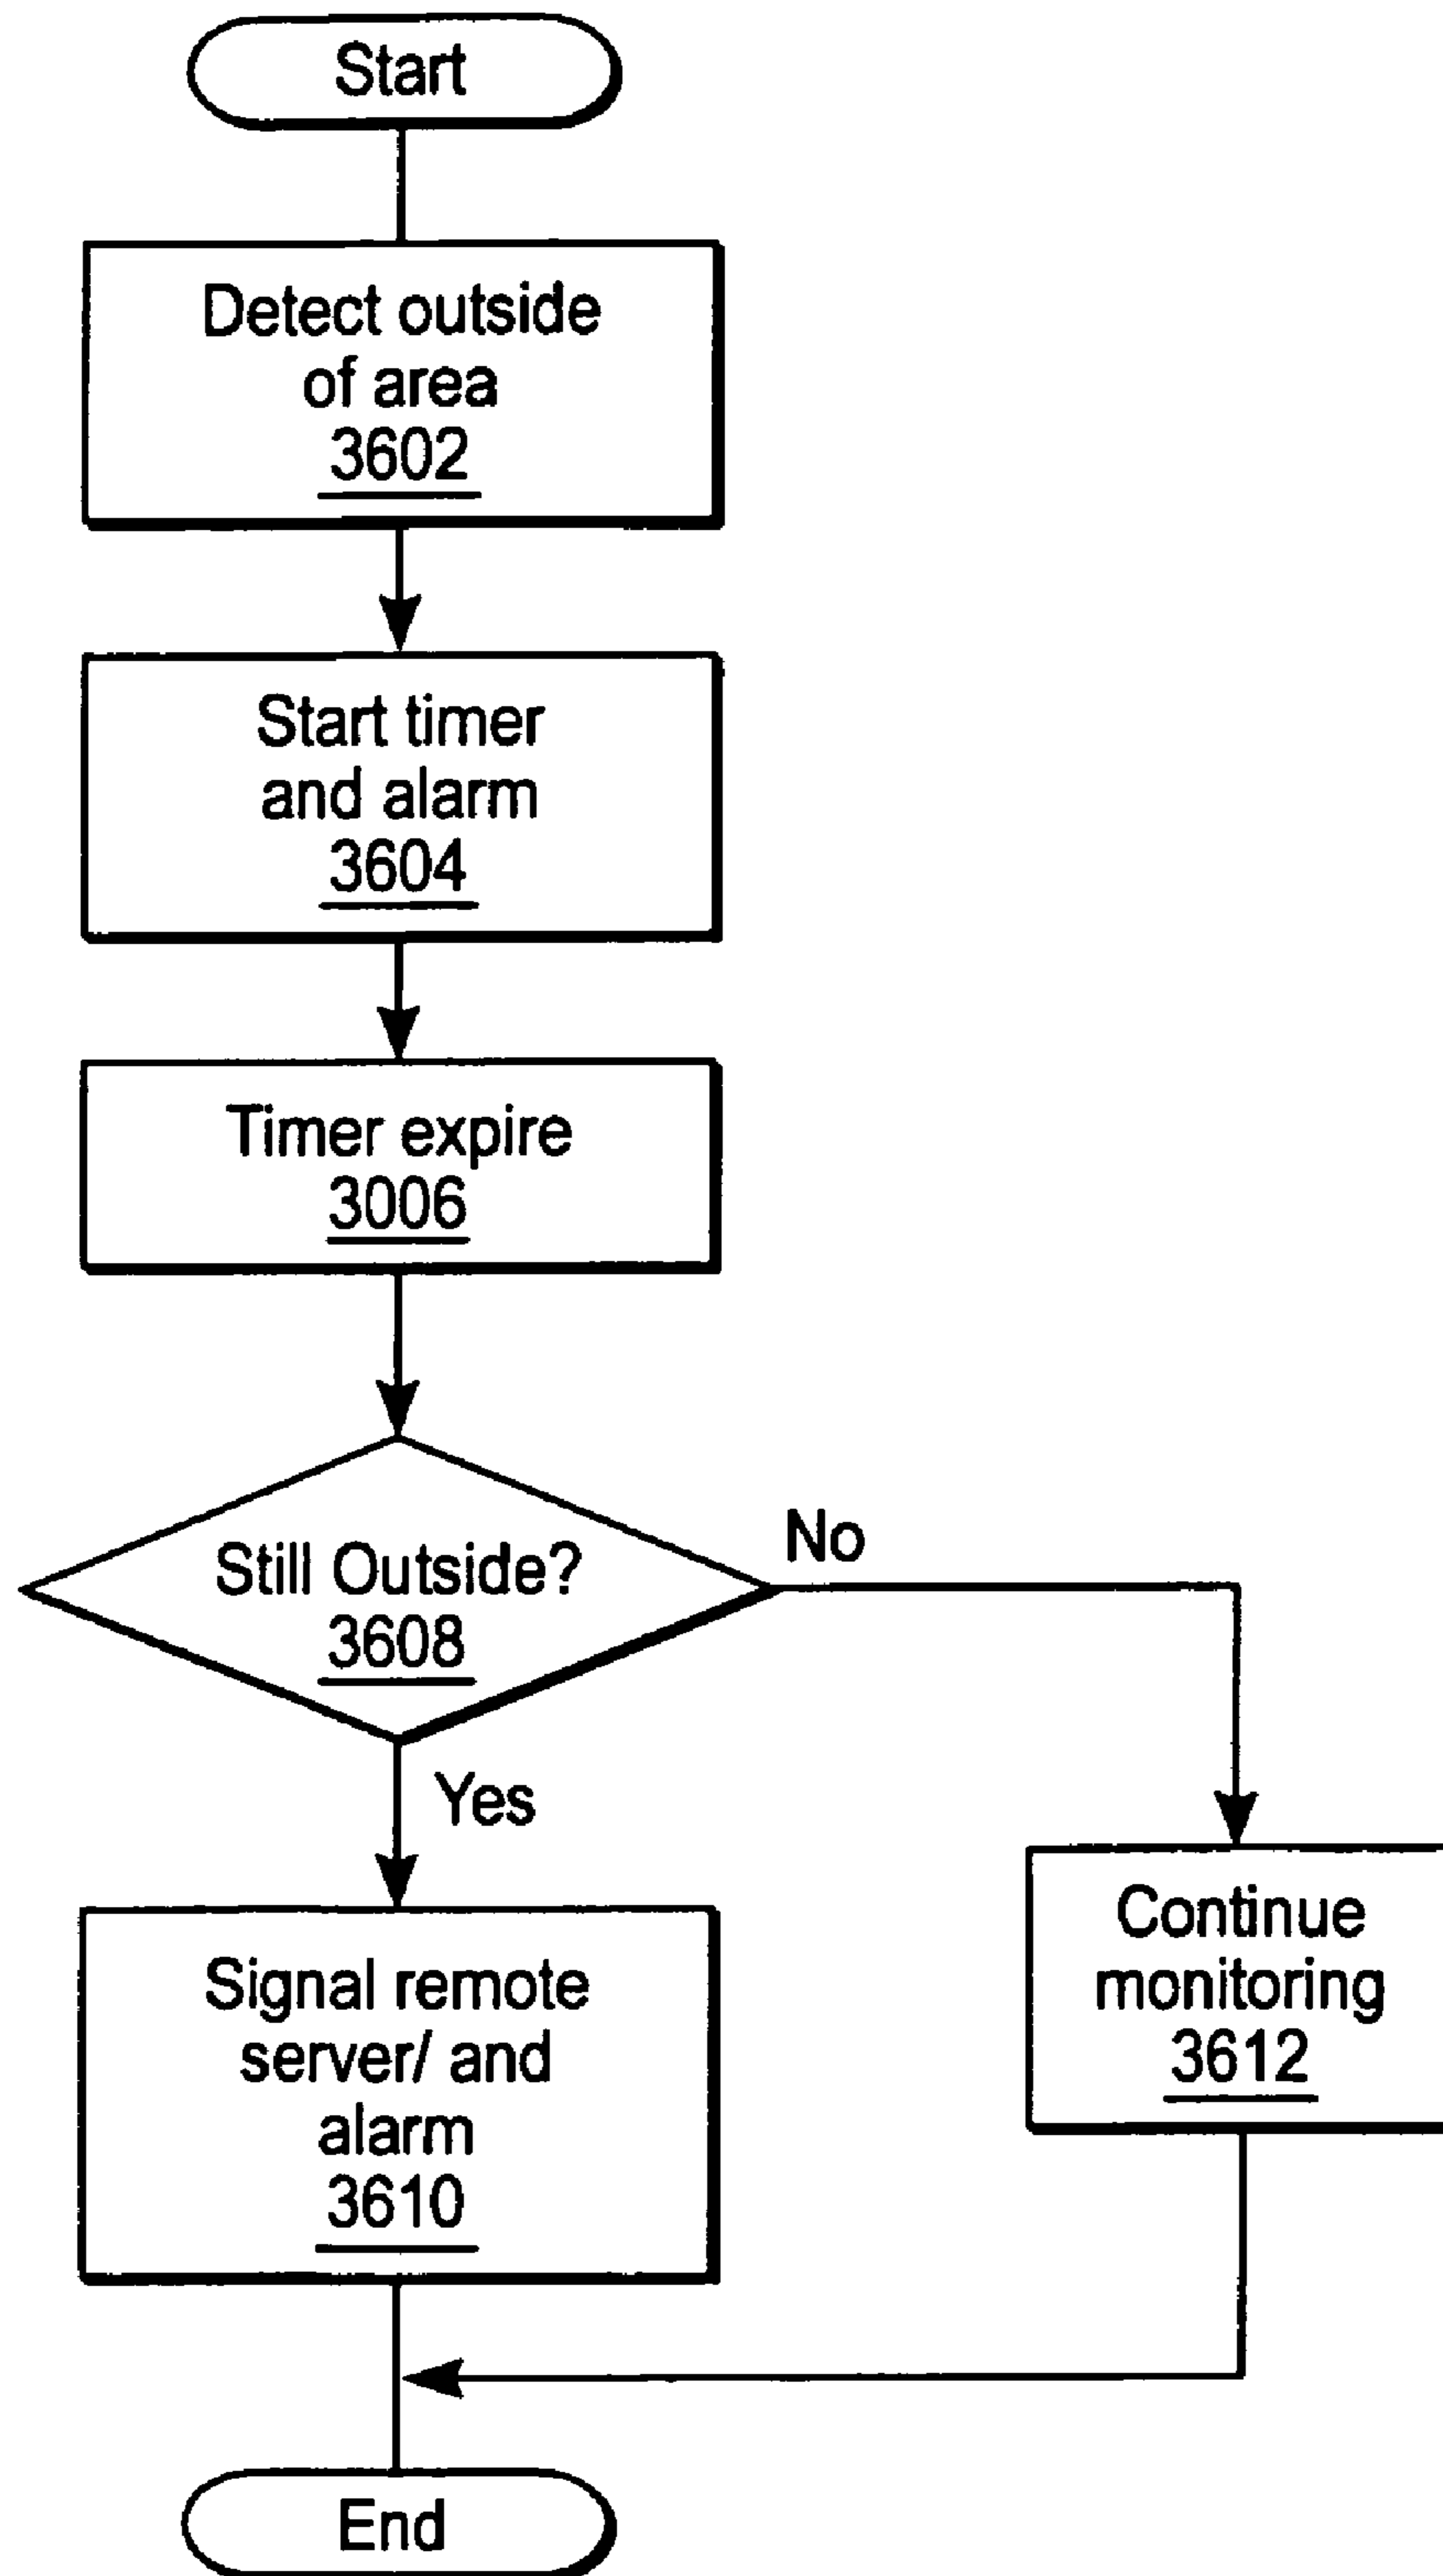 Start
Detect outside
of area
3602
Start timer
and alarm
3604
Timer expire
3006
Still Outside?
3608
No
Yes
Signal remote
server/ and
alarm
3610
Continue
monitoring
3612
End